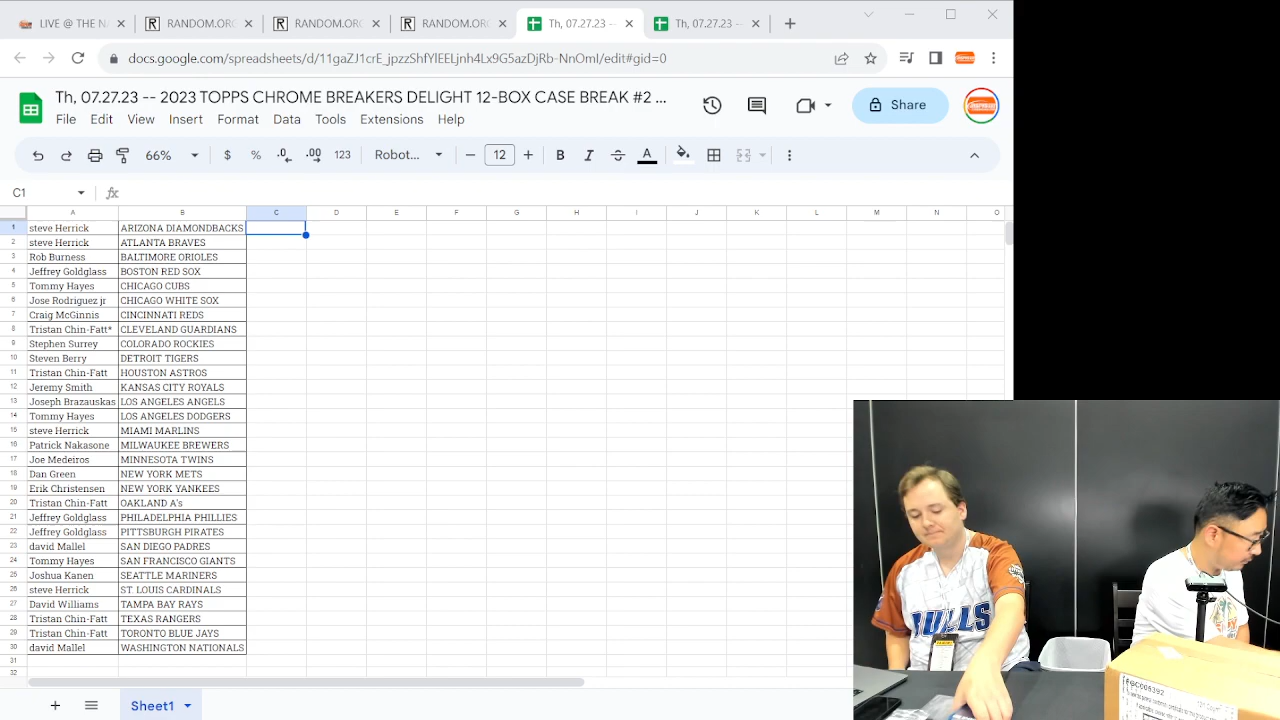 LIVE @ THE NA
RANDOM.ORG
RANDOM.ORG
RANDOM.ORG
Th, 07.27.23 --
Th, 07.27.23 --
Th, 07.27.23 -- 2023 TOPPS CHROME BREAKERS DELIGHT 12-BOX CASE BREAK #2 ...
Share
File Edit View Insert Format Tools Extensions Help
66% $ % .0 .00 123 Robot... 12 B I A
C1 fx
A B C D E F G H I J K L M N O
1 steve Herrick ARIZONA DIAMONDBACKS
2 steve Herrick ATLANTA BRAVES
3 Rob Burness BALTIMORE ORIOLES
4 Jeffrey Goldglass BOSTON RED SOX
5 Tommy Hayes CHICAGO CUBS
6 Jose Rodriguez jr CHICAGO WHITE SOX
7 Craig McGinnis CINCINNATI REDS
8 Tristan Chin-Fatt* CLEVELAND GUARDIANS
9 Stephen Surrey COLORADO ROCKIES
10 Steven Berry DETROIT TIGERS
11 Tristan Chin-Fatt HOUSTON ASTROS
12 Jeremy Smith KANSAS CITY ROYALS
13 Joseph Brazauskas LOS ANGELES ANGELS
14 Tommy Hayes LOS ANGELES DODGERS
15 steve Herrick MIAMI MARLINS
16 Patrick Nakasone MILWAUKEE BREWERS
17 Joe Medeiros MINNESOTA TWINS
18 Dan Green NEW YORK METS
19 Erik Christensen NEW YORK YANKEES
20 Tristan Chin-Fatt OAKLAND A's
21 Jeffrey Goldglass PHILADELPHIA PHILLIES
22 Jeffrey Goldglass PITTSBURGH PIRATES
23 david Mallel SAN DIEGO PADRES
24 Tommy Hayes SAN FRANCISCO GIANTS
25 Joshua Kanen SEATTLE MARINERS
26 steve Herrick ST. LOUIS CARDINALS
27 David Williams TAMPA BAY RAYS
28 Tristan Chin-Fatt TEXAS RANGERS
29 Tristan Chin-Fatt TORONTO BLUE JAYS
30 david Mallel WASHINGTON NATIONA
31
32
Sheet1
BULLS